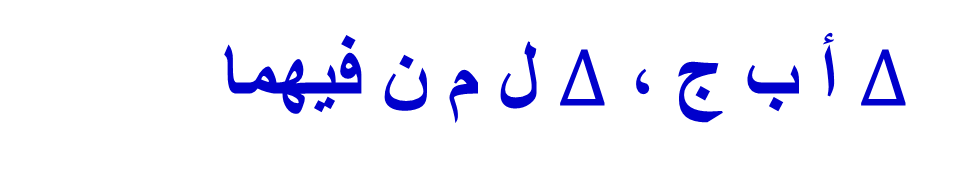 ∆ أ ب ج ، ∆ ل م ن فيهما